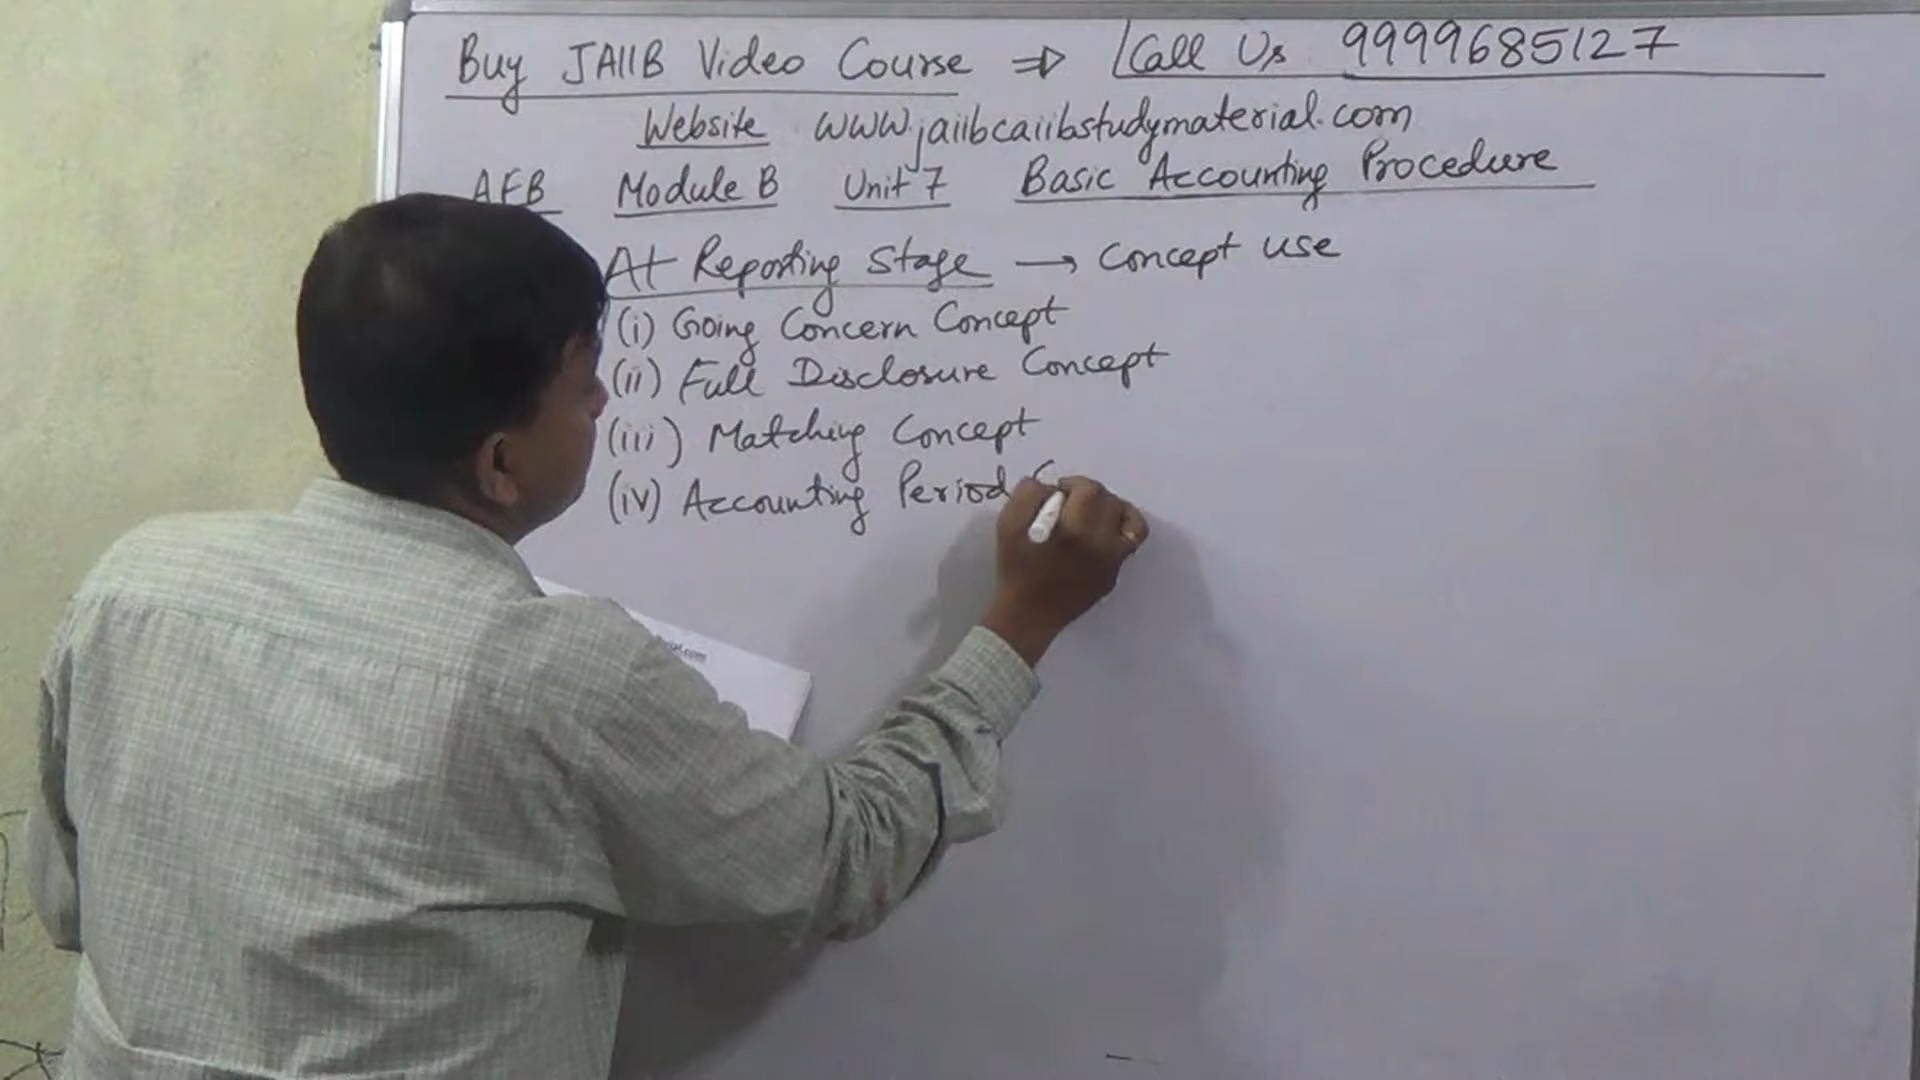 Buy JAIIB Video Course ⇒ Call Us 9999685127
Website www.jaiibcaiibstudymaterial.com
AFB Module B Unit 7 Basic Accounting Procedure
At Reporting Stage → Concept use
(i) Going Concern Concept
(ii) Full Disclosure Concept
(iii) Matching Concept
(iv) Accounting Period C